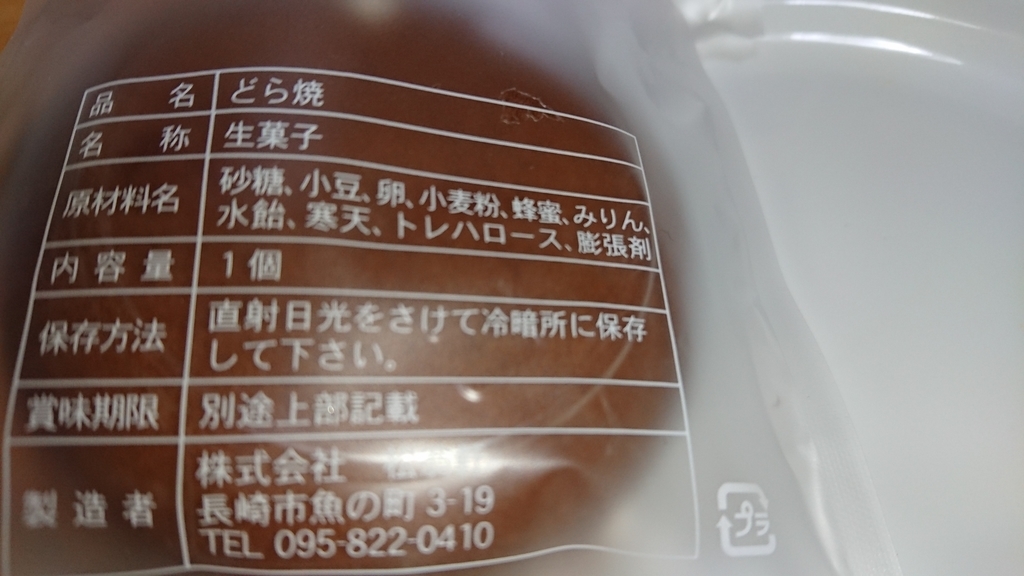 品名 どら焼
名称 生菓子
原材料名 砂糖、小豆、卵、小麦粉、蜂蜜、みりん、
水飴、寒天、トレハロース、膨張剤
内容量 1個
保存方法 直射日光をさけて冷暗所に保存
して下さい。
賞味期限 別途上部記載
製造者 株式会社
長崎市魚の町3-19
TEL 095-822-0410
プラ